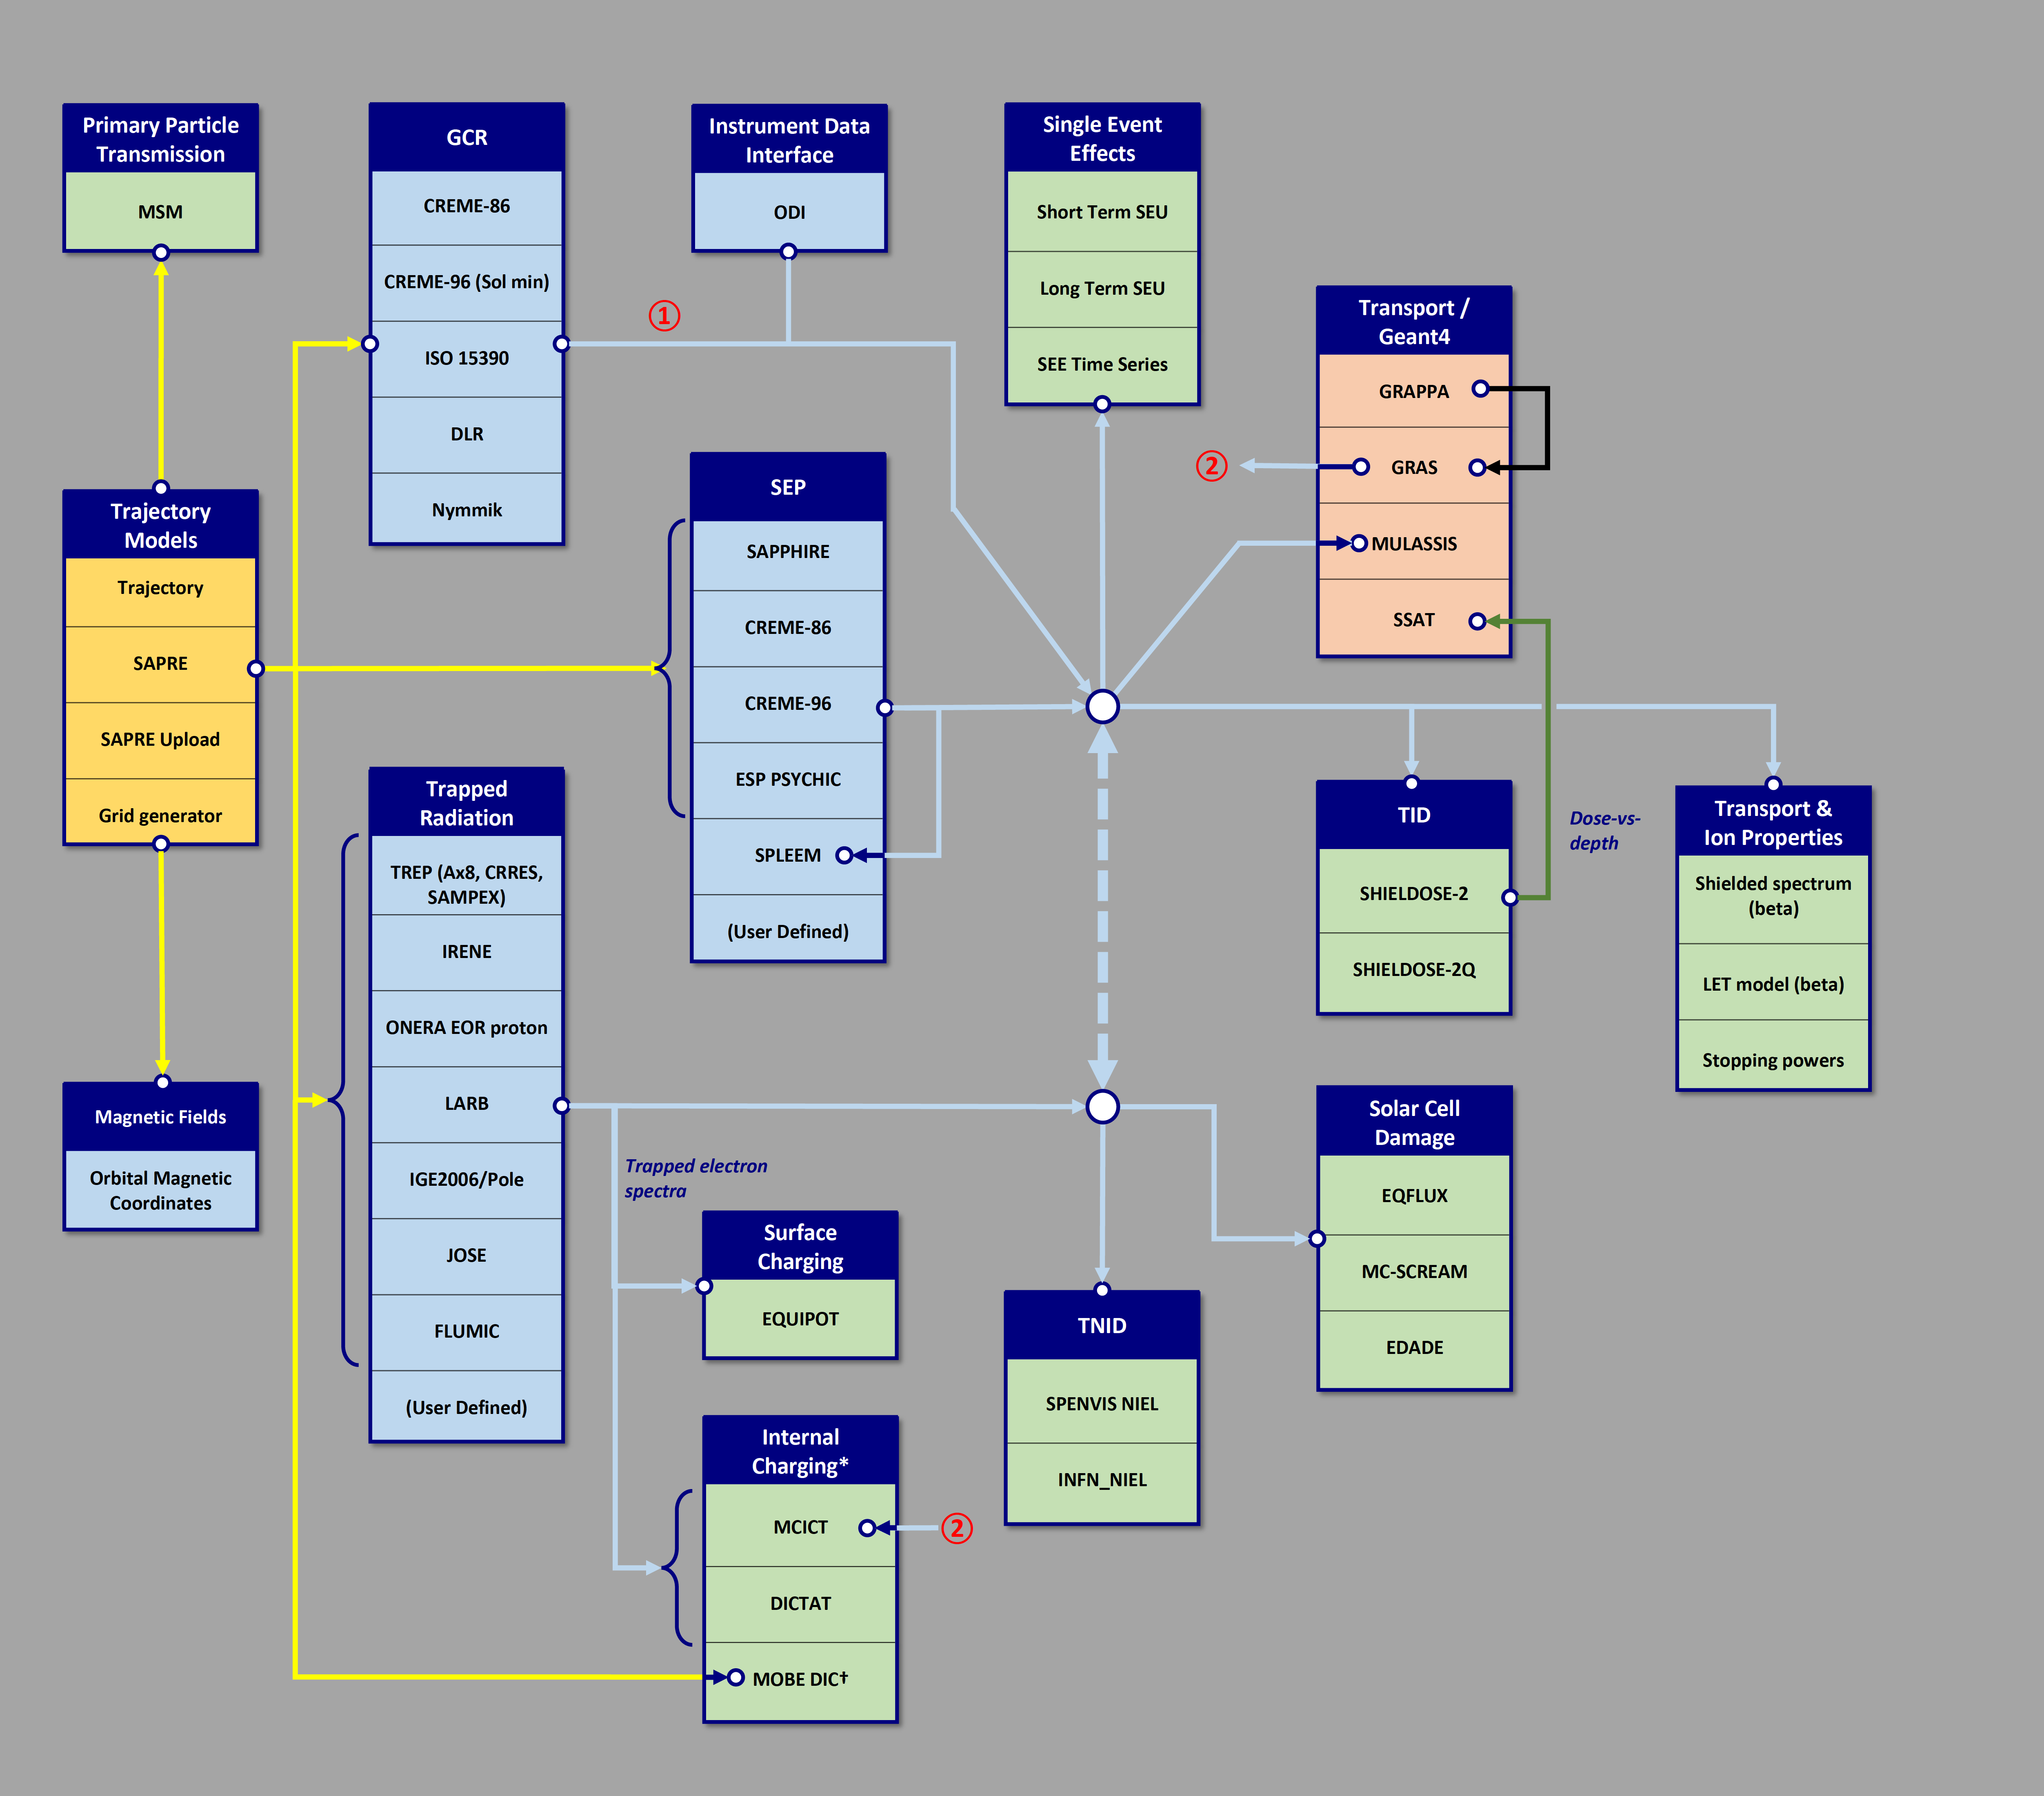 Primary Particle
Transmission
MSM
GCR
CREME-86
CREME-96 (Sol min)
ISO 15390
DLR
Nymmik
Instrument Data
Interface
ODI
Single Event
Effects
Short Term SEU
Long Term SEU
SEE Time Series
①
Transport /
Geant4
GRAPPA
GRAS
MULASSIS
SSAT
②
Trajectory
Models
Trajectory
SAPRE
SAPRE Upload
Grid generator
SEP
SAPPHIRE
CREME-86
CREME-96
ESP PSYCHIC
SPLEEM
(User Defined)
Trapped
Radiation
TREP (Ax8, CRRES,
SAMPEX)
IRENE
ONERA EOR proton
LARB
IGE2006/Pole
JOSE
FLUMIC
(User Defined)
TID
SHIELDOSE-2
SHIELDOSE-2Q
Dose-vs-
depth
Transport &
Ion Properties
Shielded spectrum
(beta)
LET model (beta)
Stopping powers
Magnetic Fields
Orbital Magnetic
Coordinates
Trapped electron
spectra
Surface
Charging
EQUIPOT
Solar Cell
Damage
EQFLUX
MC-SCREAM
EDADE
TNID
SPENVIS NIEL
INFN_NIEL
Internal
Charging*
MCICT
DICTAT
MOBE DIC†
②